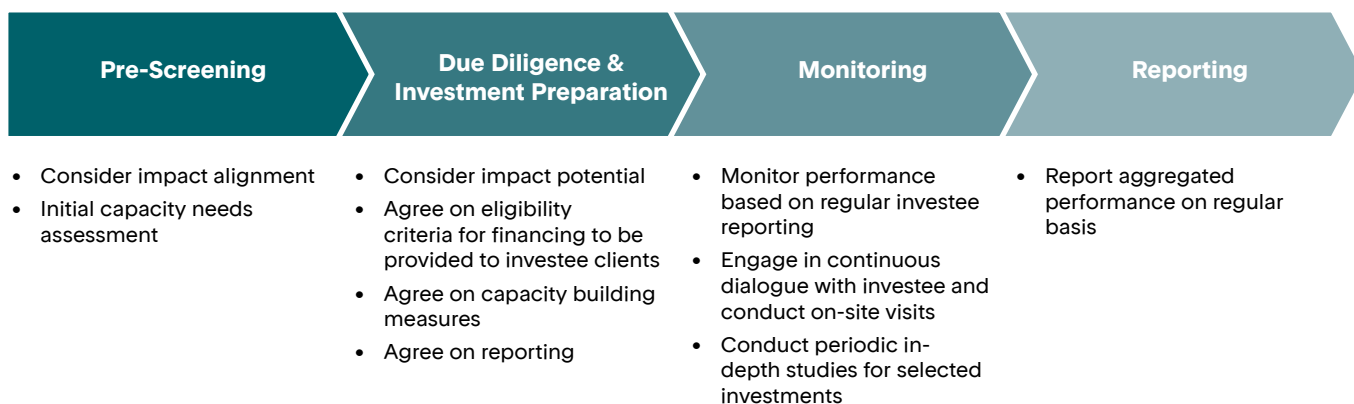 Pre-Screening
Due Diligence &
Investment Preparation
Monitoring
Reporting
• Consider impact alignment
• Initial capacity needs
assessment
• Consider impact potential
• Agree on eligibility
criteria for financing to be
provided to investee clients
• Agree on capacity building
measures
• Agree on reporting
• Monitor performance
based on regular investee
reporting
• Engage in continuous
dialogue with investee and
conduct on-site visits
• Conduct periodic in-
depth studies for selected
investments
• Report aggregated
performance on regular
basis